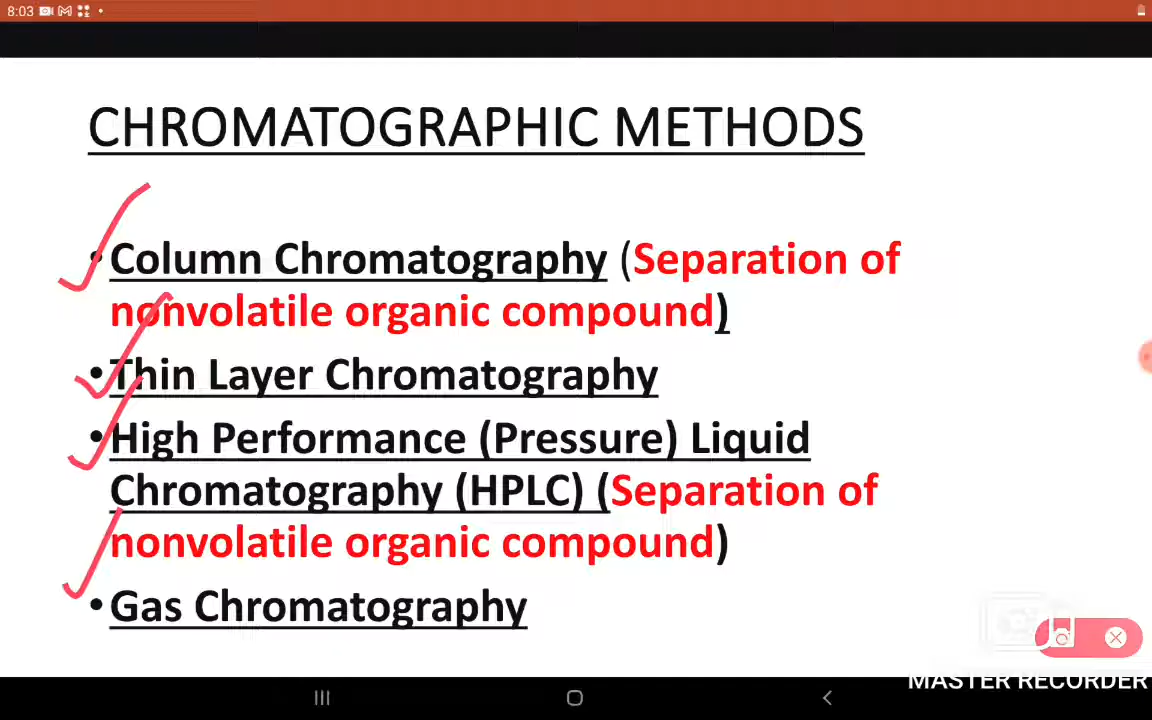 8:03
CHROMATOGRAPHIC METHODS
• Column Chromatography (Separation of
nonvolatile organic compound)
• Thin Layer Chromatography
• High Performance (Pressure) Liquid
Chromatography (HPLC) (Separation of
nonvolatile organic compound)
• Gas Chromatography
MASTER RECORDER